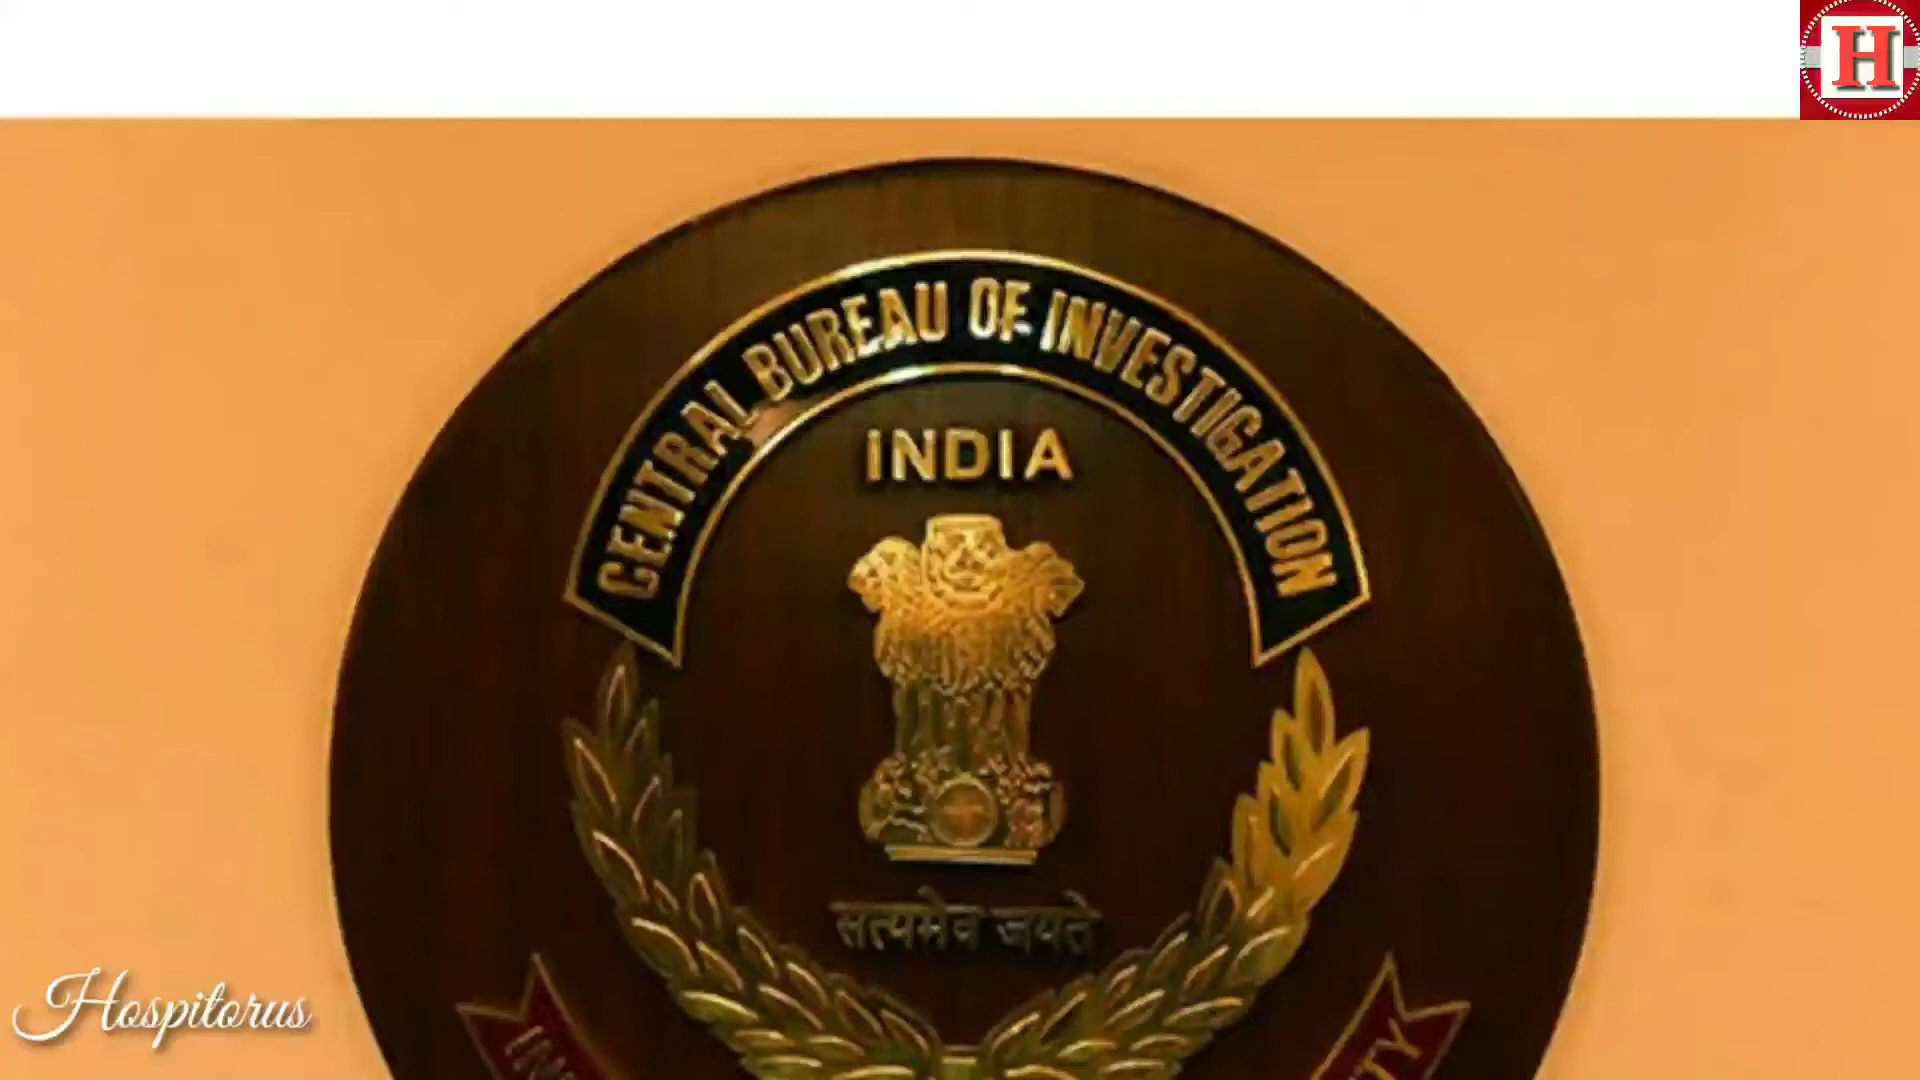 H
CENTRAL BUREAU OF INVESTIGATION
INDIA
सत्यमेव जयते
Hospitorus